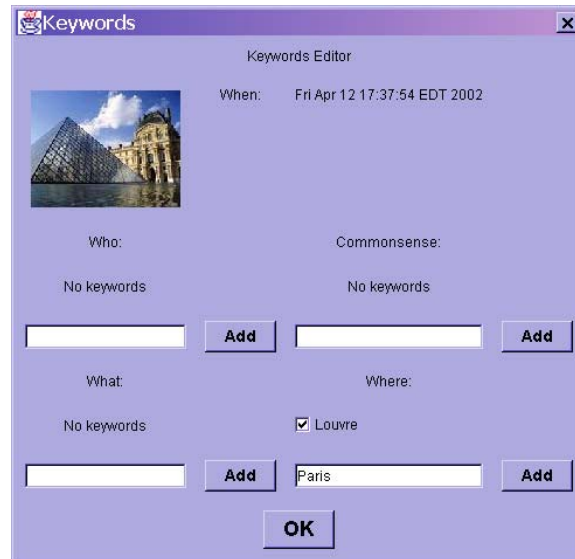 Keywords
Keywords Editor
When: Fri Apr 12 17:37:54 EDT 2002
Who: Commonsense:
No keywords No keywords
Add Add
What: Where:
No keywords Louvre
Add Paris Add
OK